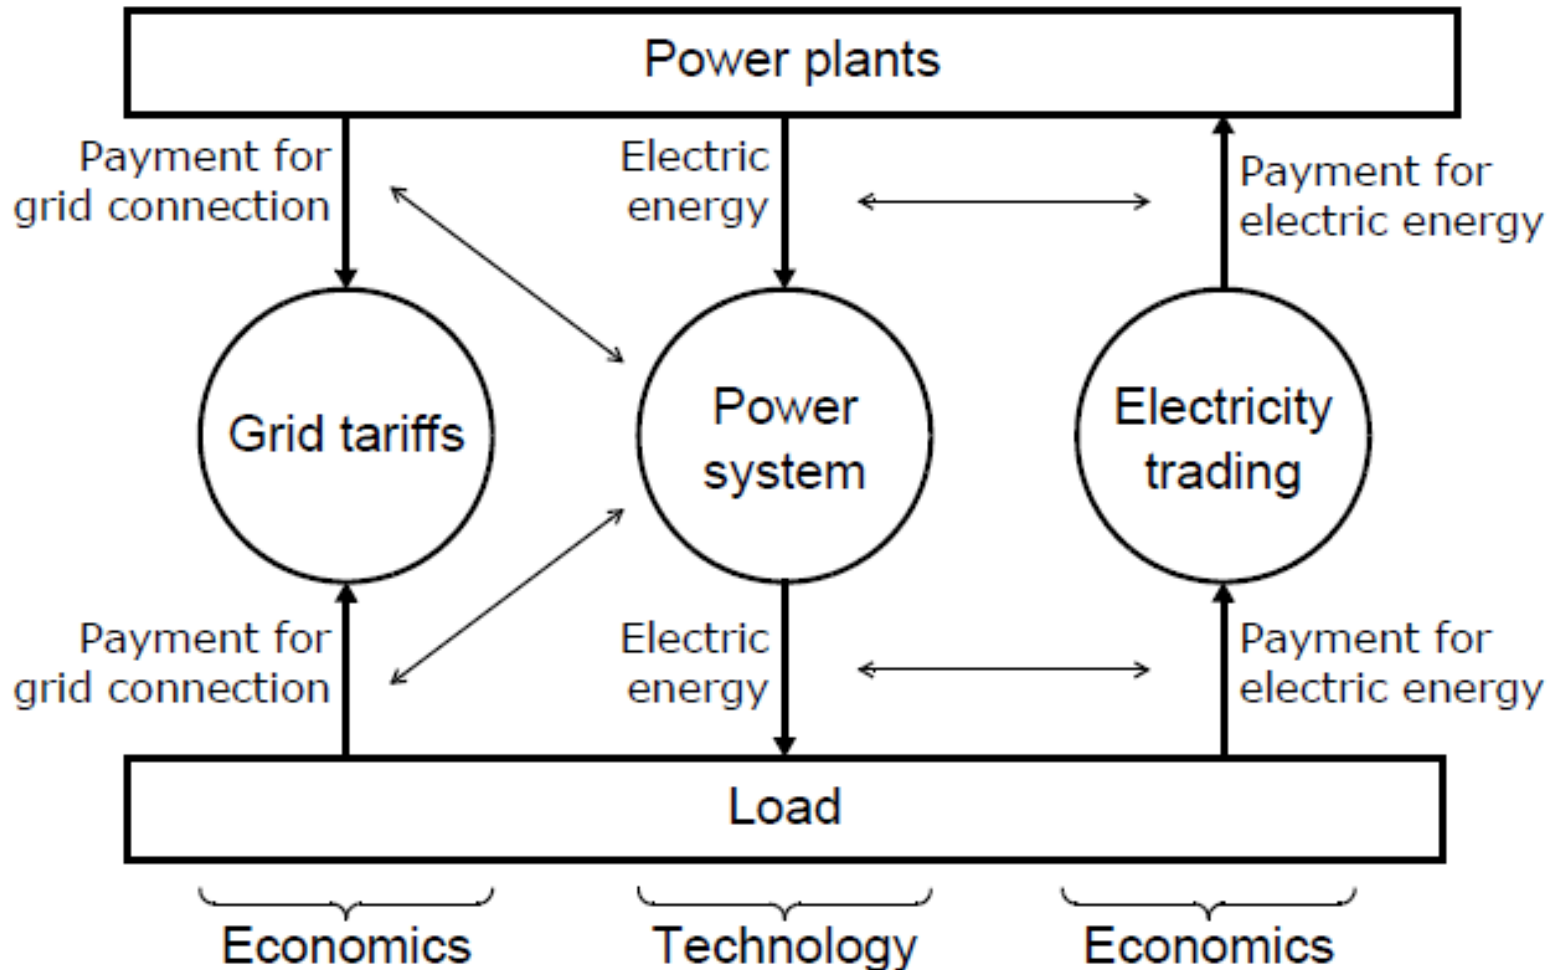 Power plants
Payment for
grid connection
Electric
energy
Payment for
electric energy
Grid tariffs
Power
system
Electricity
trading
Payment for
grid connection
Electric
energy
Payment for
electric energy
Load
Economics
Technology
Economics